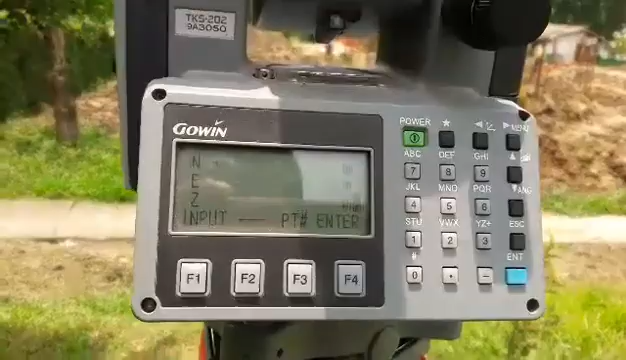 TKS-202
9A3050
GOWIN
N
E
Z
INPUT ---- PT# ENTER
F1 F2 F3 F4
POWER ★ ◄ ∠ ► MENU
ABC DEF GHI ▲
7 8 9
JKL MNO PQR ▼ ANG
4 5 6
STU VWX YZ+ ESC
1 2 3
# ENT
0 . −